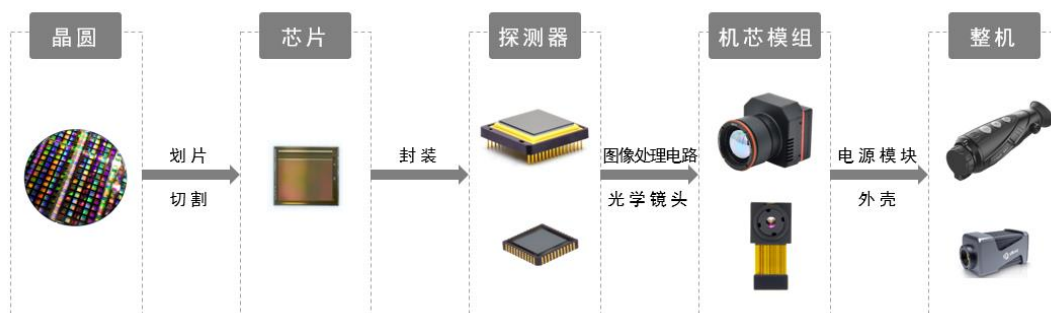 晶圆
芯片
探测器
机芯模组
整机
划片
切割
封装
图像处理电路
光学镜头
电源模块
外壳